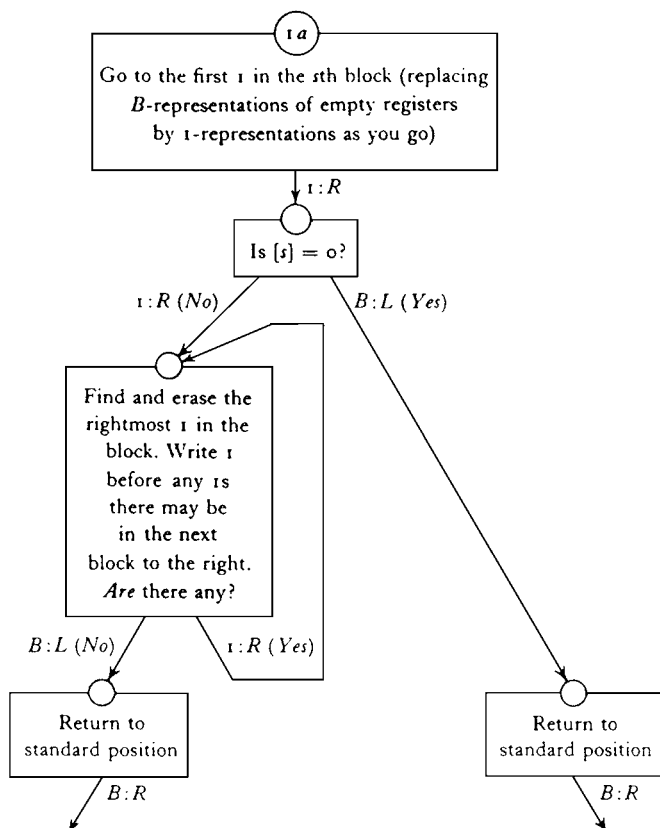 1a
Go to the first 1 in the sth block (replacing
B-representations of empty registers
by 1-representations as you go)
1:R
Is [s] = 0?
1:R (No)
B:L (Yes)
Find and erase the
rightmost 1 in the
block. Write 1
before any 1s
there may be
in the next
block to the right.
Are there any?
B:L (No)
1:R (Yes)
Return to
standard position
B:R
Return to
standard position
B:R